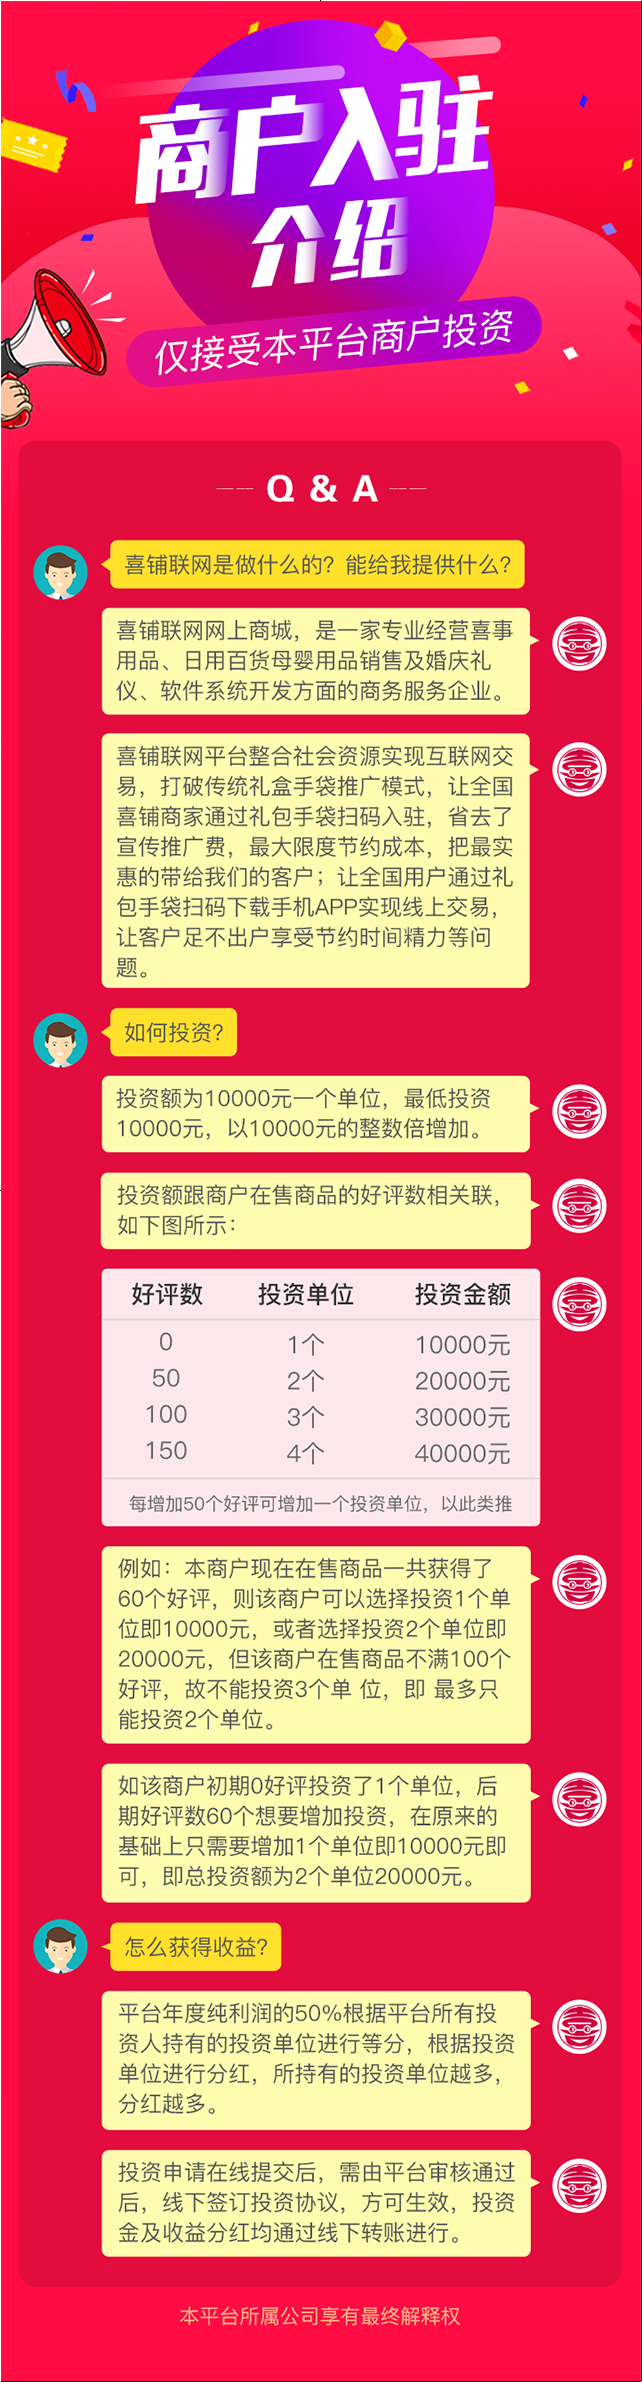 商户入驻
介绍
仅接受本平台商户投资
Q & A
喜铺联网是做什么的？能给我提供什么？
喜铺联网网上商城，是一家专业经营喜事
用品、日用百货母婴用品销售及婚庆礼
仪、软件系统开发方面的商务服务企业。
喜铺联网平台整合社会资源实现互联网交
易，打破传统礼盒手袋推广模式，让全国
喜铺商家通过礼包手袋扫码入驻，省去了
宣传推广费，最大限度节约成本，把最实
惠的带给我们的客户；让全国用户通过礼
包手袋扫码下载手机APP实现线上交易，
让客户足不出户享受节约时间精力等问
题。
如何投资？
投资额为10000元一个单位，最低投资
10000元，以10000元的整数倍增加。
投资额跟商户在售商品的好评数相关联，
如下图所示：
好评数 投资单位 投资金额
0 1个 10000元
50 2个 20000元
100 3个 30000元
150 4个 40000元
每增加50个好评可增加一个投资单位，以此类推
例如：本商户现在在售商品一共获得了
60个好评，则该商户可以选择投资1个单
位即10000元，或者选择投资2个单位即
20000元，但该商户在售商品不满100个
好评，故不能投资3个单 位，即 最多只
能投资2个单位。
如该商户初期0好评投资了1个单位，后
期好评数60个想要增加投资，在原来的
基础上只需要增加1个单位即10000元即
可，即总投资额为2个单位20000元。
怎么获得收益？
平台年度纯利润的50%根据平台所有投
资人持有的投资单位进行等分，根据投资
单位进行分红，所持有的投资单位越多，
分红越多。
投资申请在线提交后，需由平台审核通过
后，线下签订投资协议，方可生效，投资
金及收益分红均通过线下转账进行。
本平台所属公司享有最终解释权